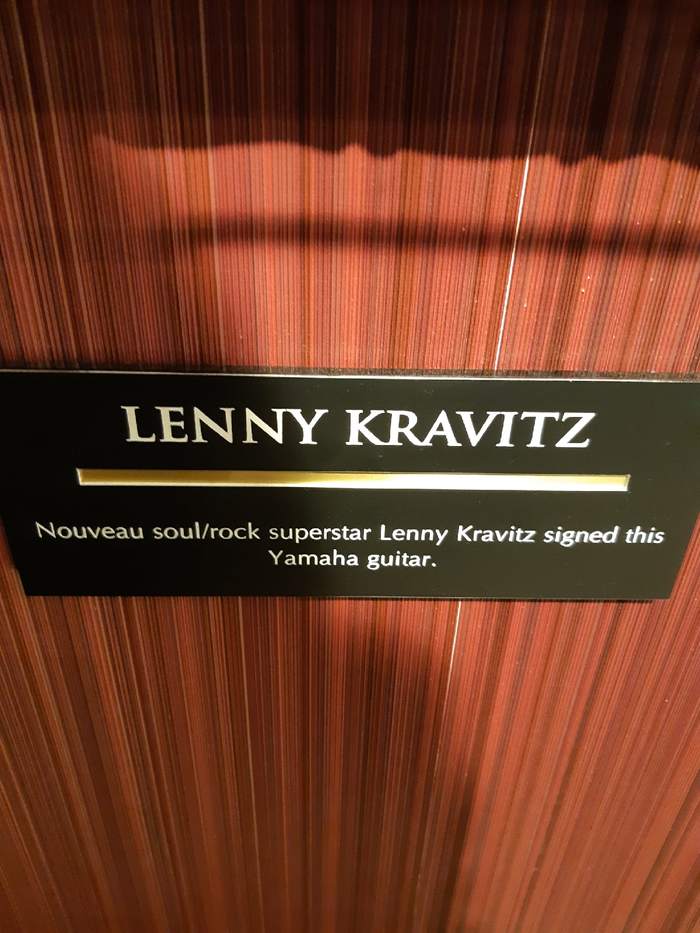 LENNY KRAVITZ
Nouveau soul/rock superstar Lenny Kravitz signed this
Yamaha guitar.